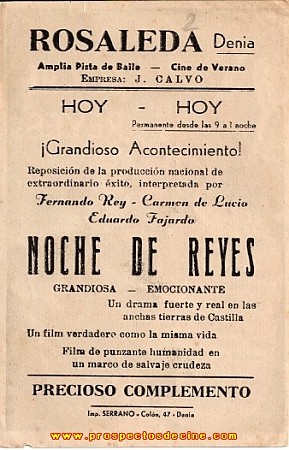 2
ROSALEDA Denia
Amplia Pista de Baile — Cine de Verano
EMPRESA: J. CALVO
HOY - HOY
Permanente desde las 9 a 1 noche
¡Grandioso Acontecimiento!
Reposición de la producción nacional de
extraordinario éxito, interpretada por
Fernando Rey - Carmen de Lucio
Eduardo Fajardo
NOCHE DE REYES
GRANDIOSA — EMOCIONANTE
Un drama fuerte y real en las
anchas tierras de Castilla
Un film verdadero como la misma vida
Film de punzante humanidad en
un marco de salvaje crudeza
PRECIOSO COMPLEMENTO
Imp. SERRANO - Colón, 47 - Denia
www.prospectosdecine.com